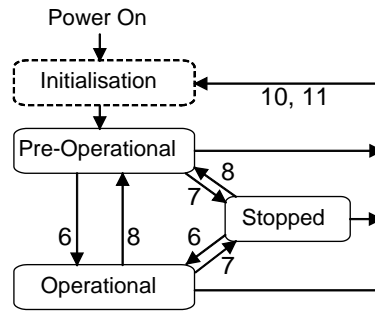 Power On
Initialisation
10, 11
Pre-Operational
8
7
Stopped
6
8
6
7
Operational